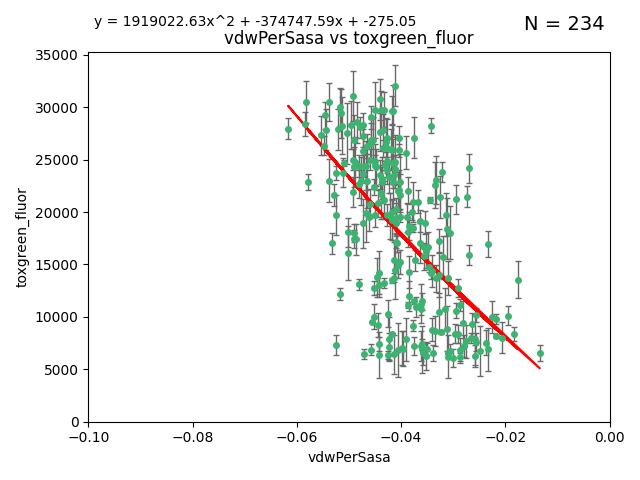 y = 1919022.63x^2 + -374747.59x + -275.05
N = 234
vdwPerSasa vs toxgreen_fluor
35000
30000
25000
20000
15000
10000
5000
0
toxgreen_fluor
−0.10 −0.08 −0.06 −0.04 −0.02 0.00
vdwPerSasa